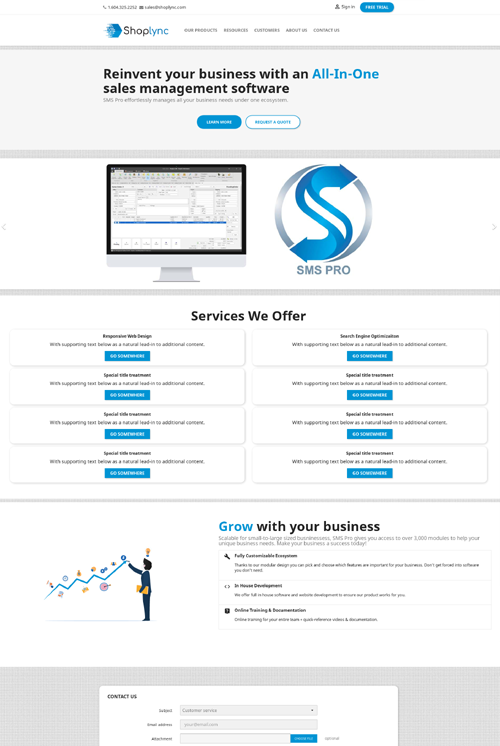 1.604.325.2252 sales@shoplync.com Sign in FREE TRIAL
Shoplync OUR PRODUCTS RESOURCES CUSTOMERS ABOUT US CONTACT US
Reinvent your business with an All-In-One
sales management software
SMS Pro effortlessly manages all your business needs under one ecosystem.
LEARN MORE REQUEST A QUOTE
SMS PRO
Services We Offer
Responsive Web Design
With supporting text below as a natural lead-in to additional content.
GO SOMEWHERE
Search Engine Optimizaiton
With supporting text below as a natural lead-in to additional content.
GO SOMEWHERE
Special title treatment
With supporting text below as a natural lead-in to additional content.
GO SOMEWHERE
Special title treatment
With supporting text below as a natural lead-in to additional content.
GO SOMEWHERE
Special title treatment
With supporting text below as a natural lead-in to additional content.
GO SOMEWHERE
Special title treatment
With supporting text below as a natural lead-in to additional content.
GO SOMEWHERE
Special title treatment
With supporting text below as a natural lead-in to additional content.
GO SOMEWHERE
Special title treatment
With supporting text below as a natural lead-in to additional content.
GO SOMEWHERE
Grow with your business
Scalable for small-to-large sized businessess, SMS Pro gives you access to over 3,000 modules to help your
unique business needs. Make your business a success today!
Fully Customizable Ecosystem
Thanks to our modular design you can pick and choose which features are important for your business. Don't get forced into software
you don't need.
In House Development
We offer full in house software and website development to ensure our product works for you.
Online Training & Documentation
Online training for your entire team + quick reference videos & documentation.
CONTACT US
Subject Customer service
Email address your@email.com
Attachment CHOOSE FILE optional